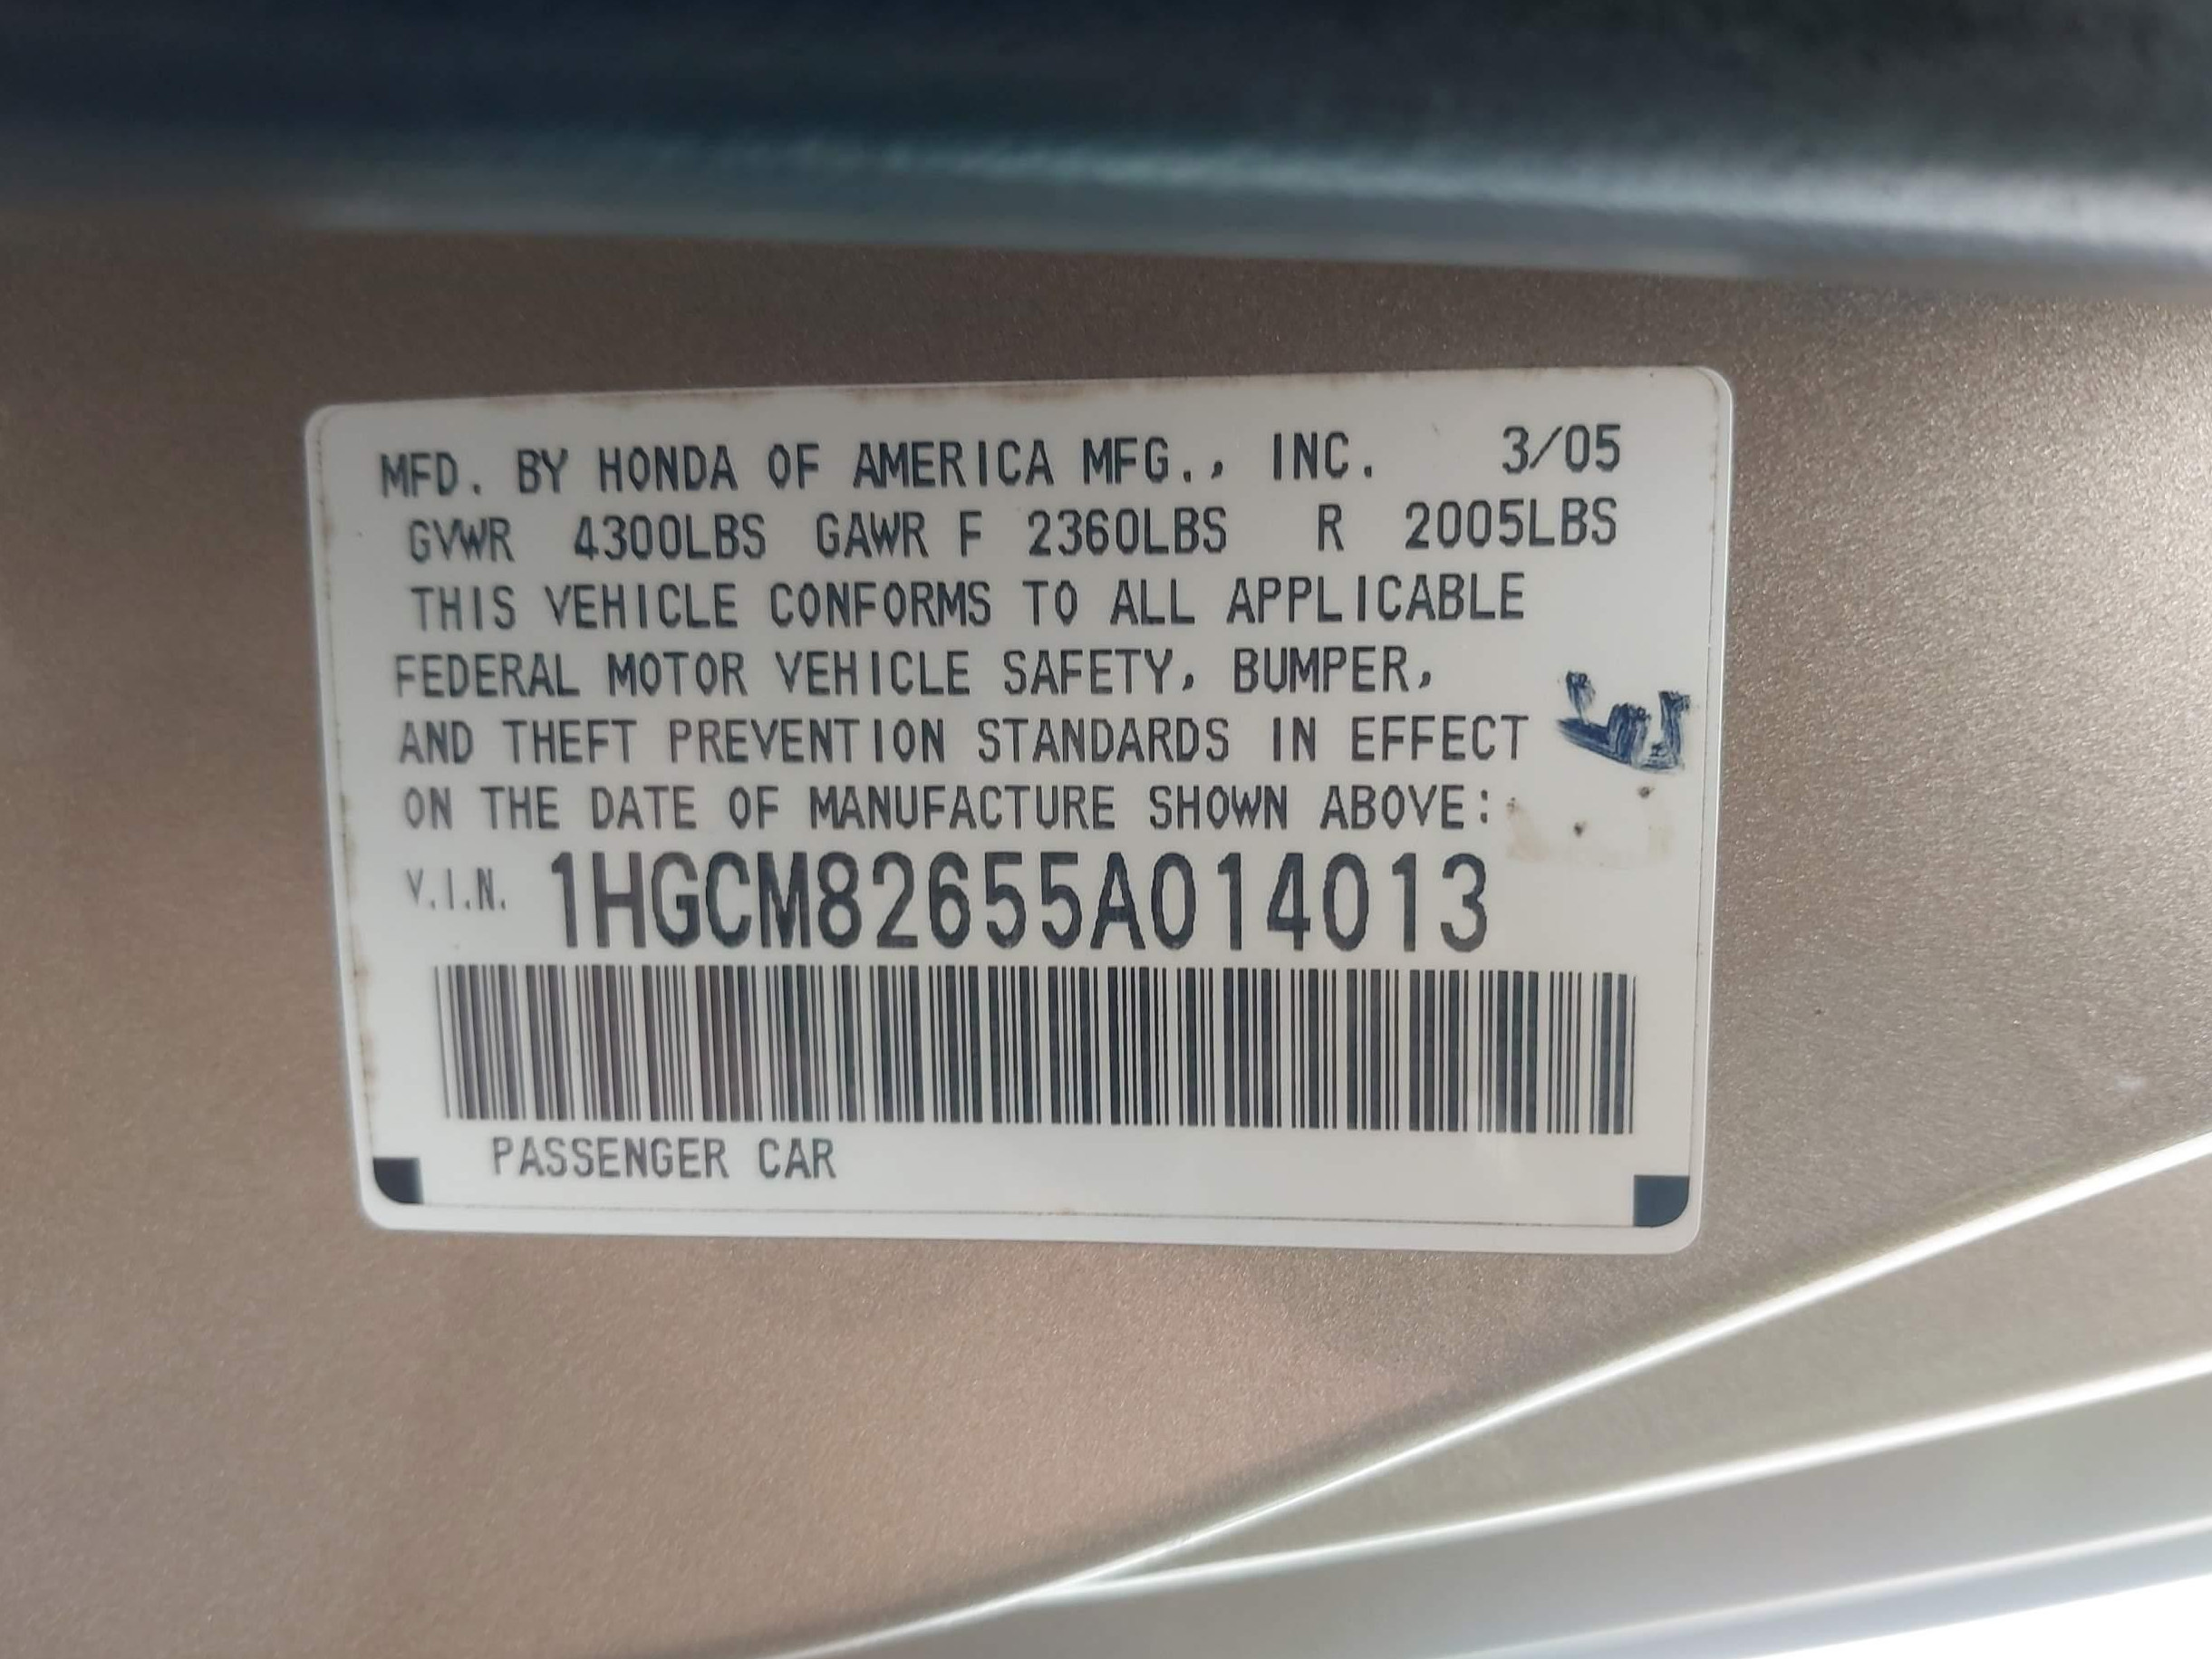 MFD. BY HONDA OF AMERICA MFG., INC. 3/05
GVWR 4300LBS GAWR F 2360LBS R 2005LBS
THIS VEHICLE CONFORMS TO ALL APPLICABLE
FEDERAL MOTOR VEHICLE SAFETY, BUMPER,
AND THEFT PREVENTION STANDARDS IN EFFECT
ON THE DATE OF MANUFACTURE SHOWN ABOVE:
V.I.N. 1HGCM82655A014013
PASSENGER CAR